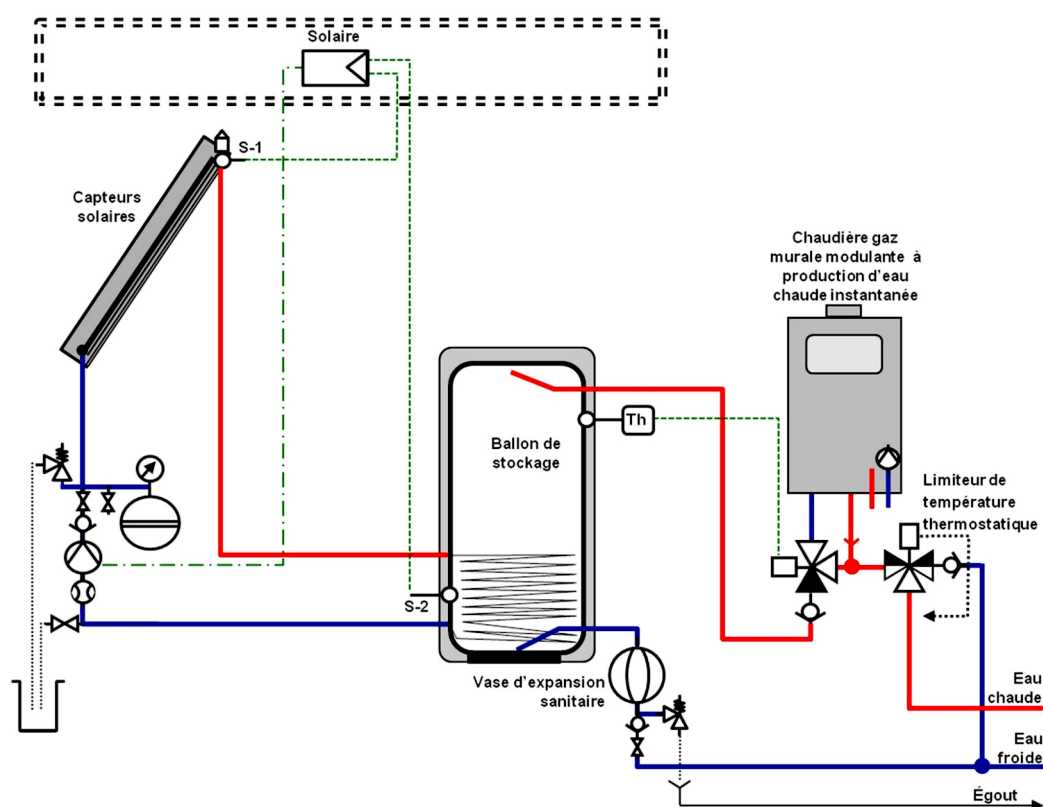 Solaire
S-1
Capteurs
solaires
Chaudière gaz
murale modulante à
production d'eau
chaude instantanée
Th
Ballon de
stockage
Limiteur de
température
thermostatique
S-2
Vase d'expansion
sanitaire
Eau
chaude
Eau
froide
Égout